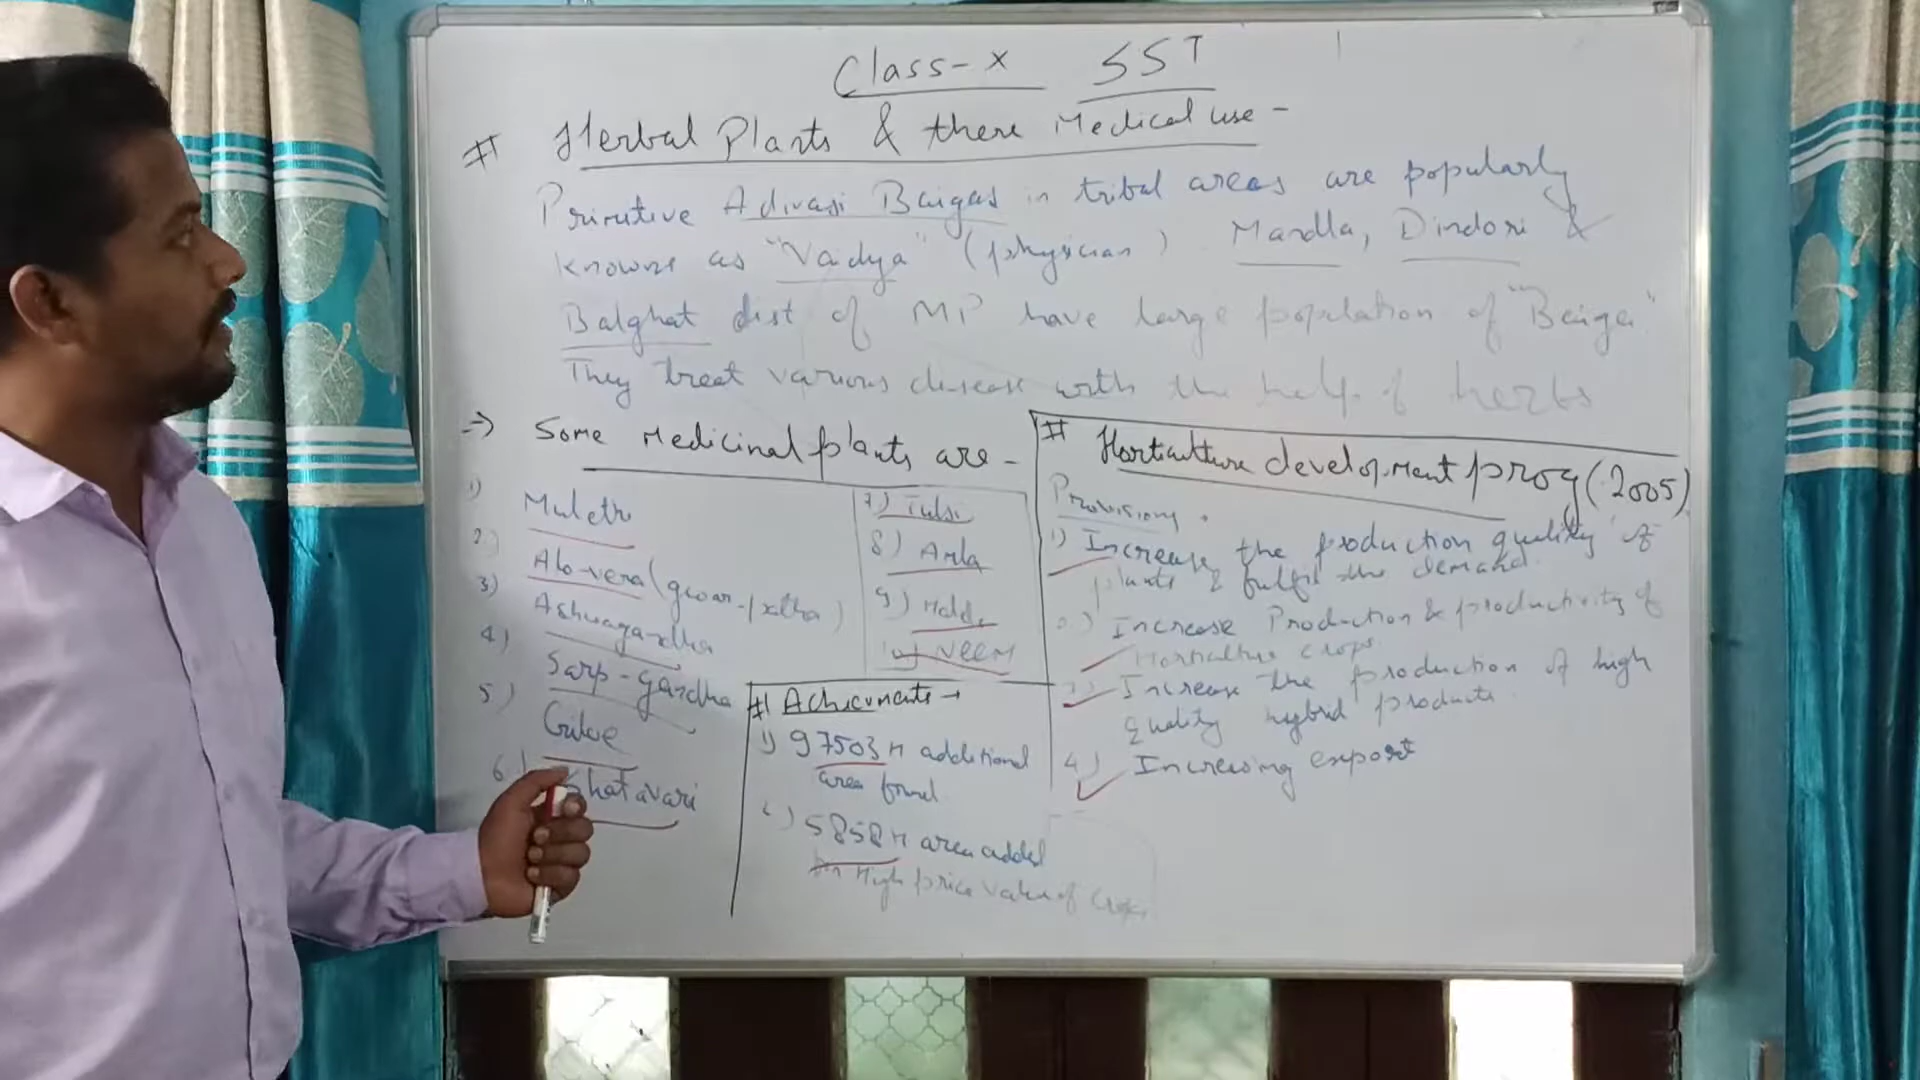 Class-X SST
# Herbal Plants & there Medical use -
Primitive Adivasi Baigas in tribal areas are popularly
known as "Vaidya" (physician) Mandla, Dindori &
Balghat dist of MP have large population of "Baiga"
They treat various disease with the help of herbs
=> Some Medicinal plants are -
1) Muleth
2) Alo-vera (gwar-patha)
3) Ashwagandha
4) Sarp-gandha
5) Giloe
6) Shatavari
7) Tulsi
8) Amla
9) Haldi
10) Neem
# Achievments →
1) 97503 H additional
area found
2) 5858 H area added
for High price value of crops
# Horticulture development prog (2005)
Provisions
1) Increase the production quality of
plants & fulfil the demand.
2) Increase Production & productivity of
Horticulture crops
3) Increase the production of high
quality hybrid products
4) Increasing export